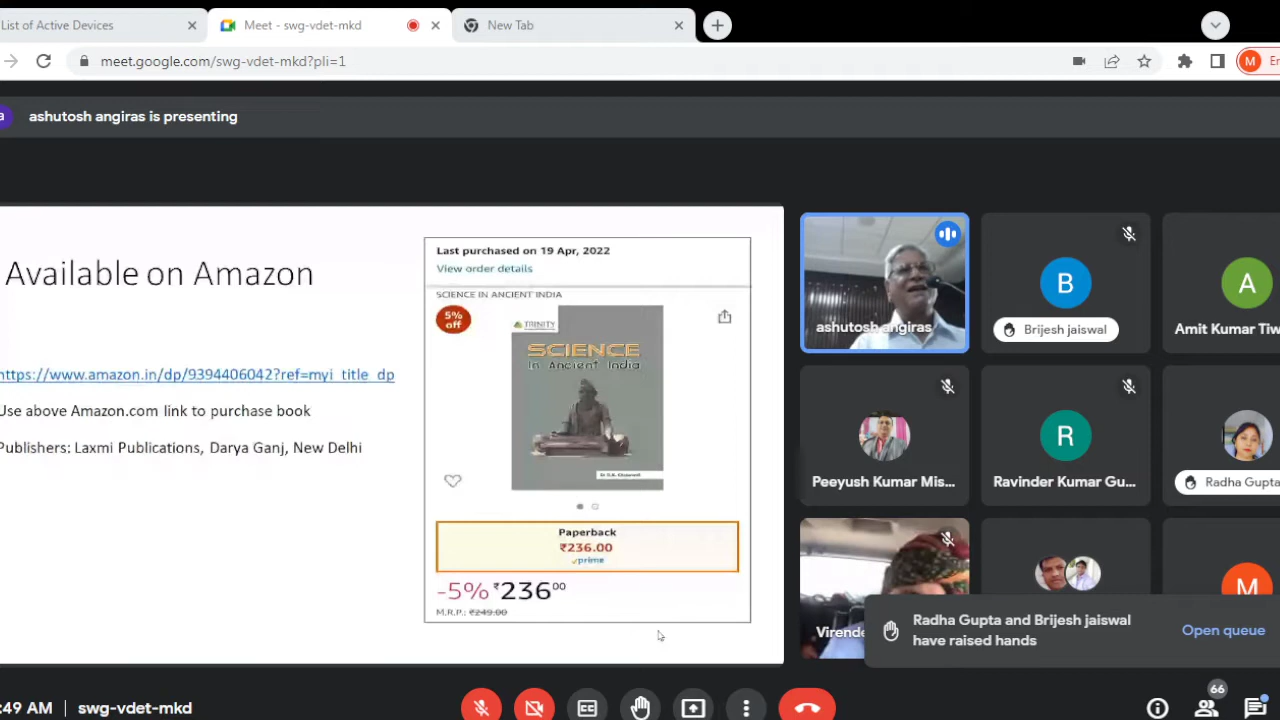 List of Active Devices
Meet - swg-vdet-mkd
New Tab
meet.google.com/swg-vdet-mkd?pli=1
M
ashutosh angiras is presenting
Available on Amazon
https://www.amazon.in/dp/9394406042?ref=myi_title_dp
Use above Amazon.com link to purchase book
Publishers: Laxmi Publications, Darya Ganj, New Delhi
Last purchased on 19 Apr, 2022
View order details
SCIENCE IN ANCIENT INDIA
5%
off
TRINITY
SCIENCE
In Ancient India
Paperback
₹236.00
prime
-5% ₹236⁰⁰
M.R.P.: ₹249.00
ashutosh angiras
B
Brijesh jaiswal
A
Amit Kumar Tiw
Peeyush Kumar Mis...
R
Ravinder Kumar Gu...
Radha Gupta
Virende
M
Radha Gupta and Brijesh jaiswal
have raised hands
Open queue
:49 AM
swg-vdet-mkd
66